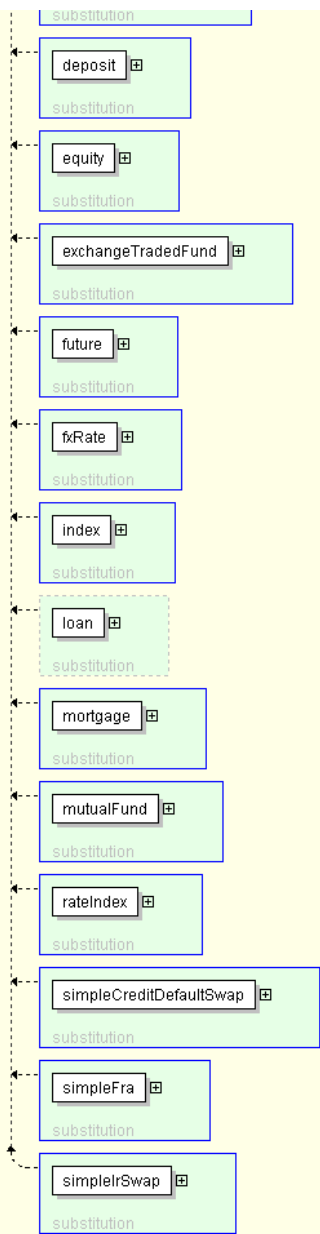 deposit
substitution
equity
substitution
exchangeTradedFund
substitution
future
substitution
fxRate
substitution
index
substitution
loan
substitution
mortgage
substitution
mutualFund
substitution
rateIndex
substitution
simpleCreditDefaultSwap
substitution
simpleFra
substitution
simpleIrSwap
substitution